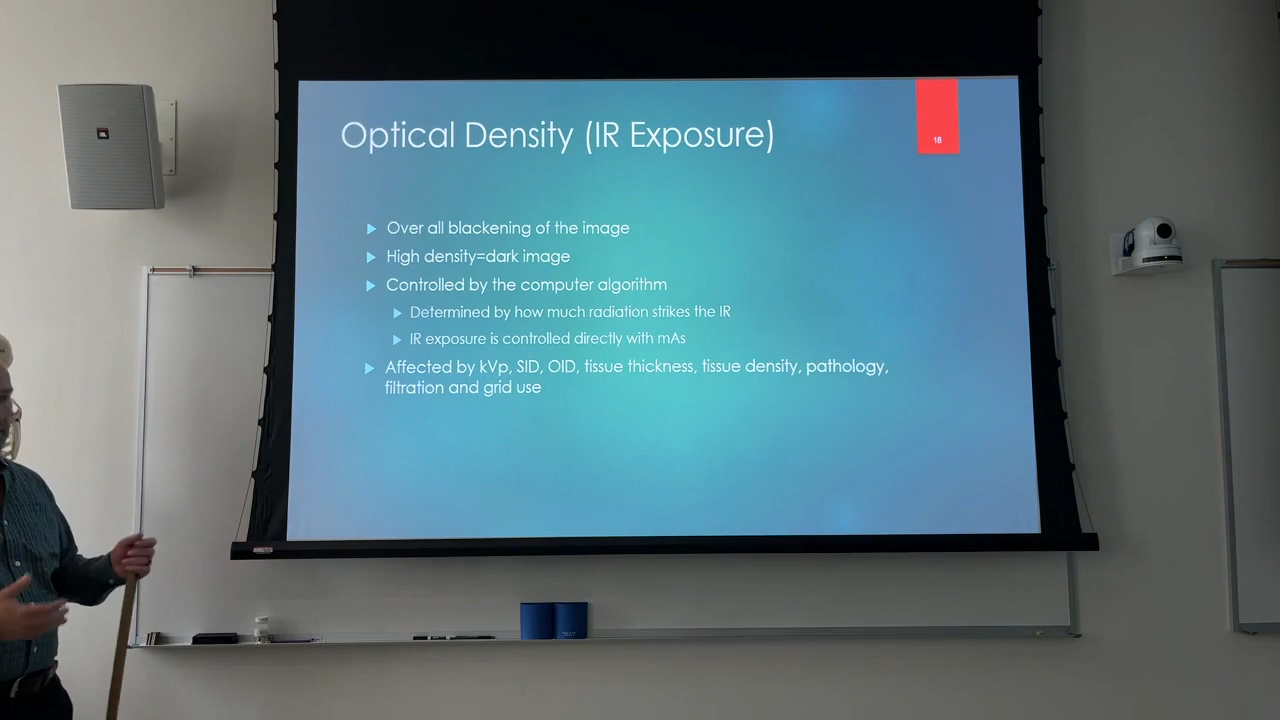 Optical Density (IR Exposure)
18
Over all blackening of the image
High density=dark image
Controlled by the computer algorithm
Determined by how much radiation strikes the IR
IR exposure is controlled directly with mAs
Affected by kVp, SID, OID, tissue thickness, tissue density, pathology,
filtration and grid use
JBL